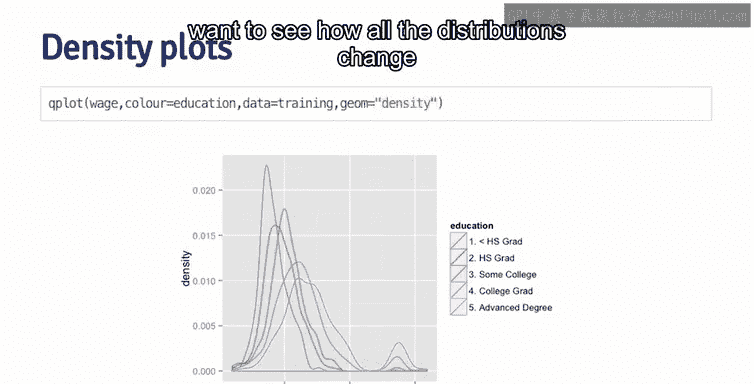 want to see how all the distributions
change
Density plots
qplot(wage,colour=education,data=training,geom="density")
0.020
0.015
0.010
0.005
0.000
density
education
1. < HS Grad
2. HS Grad
3. Some College
4. College Grad
5. Advanced Degree